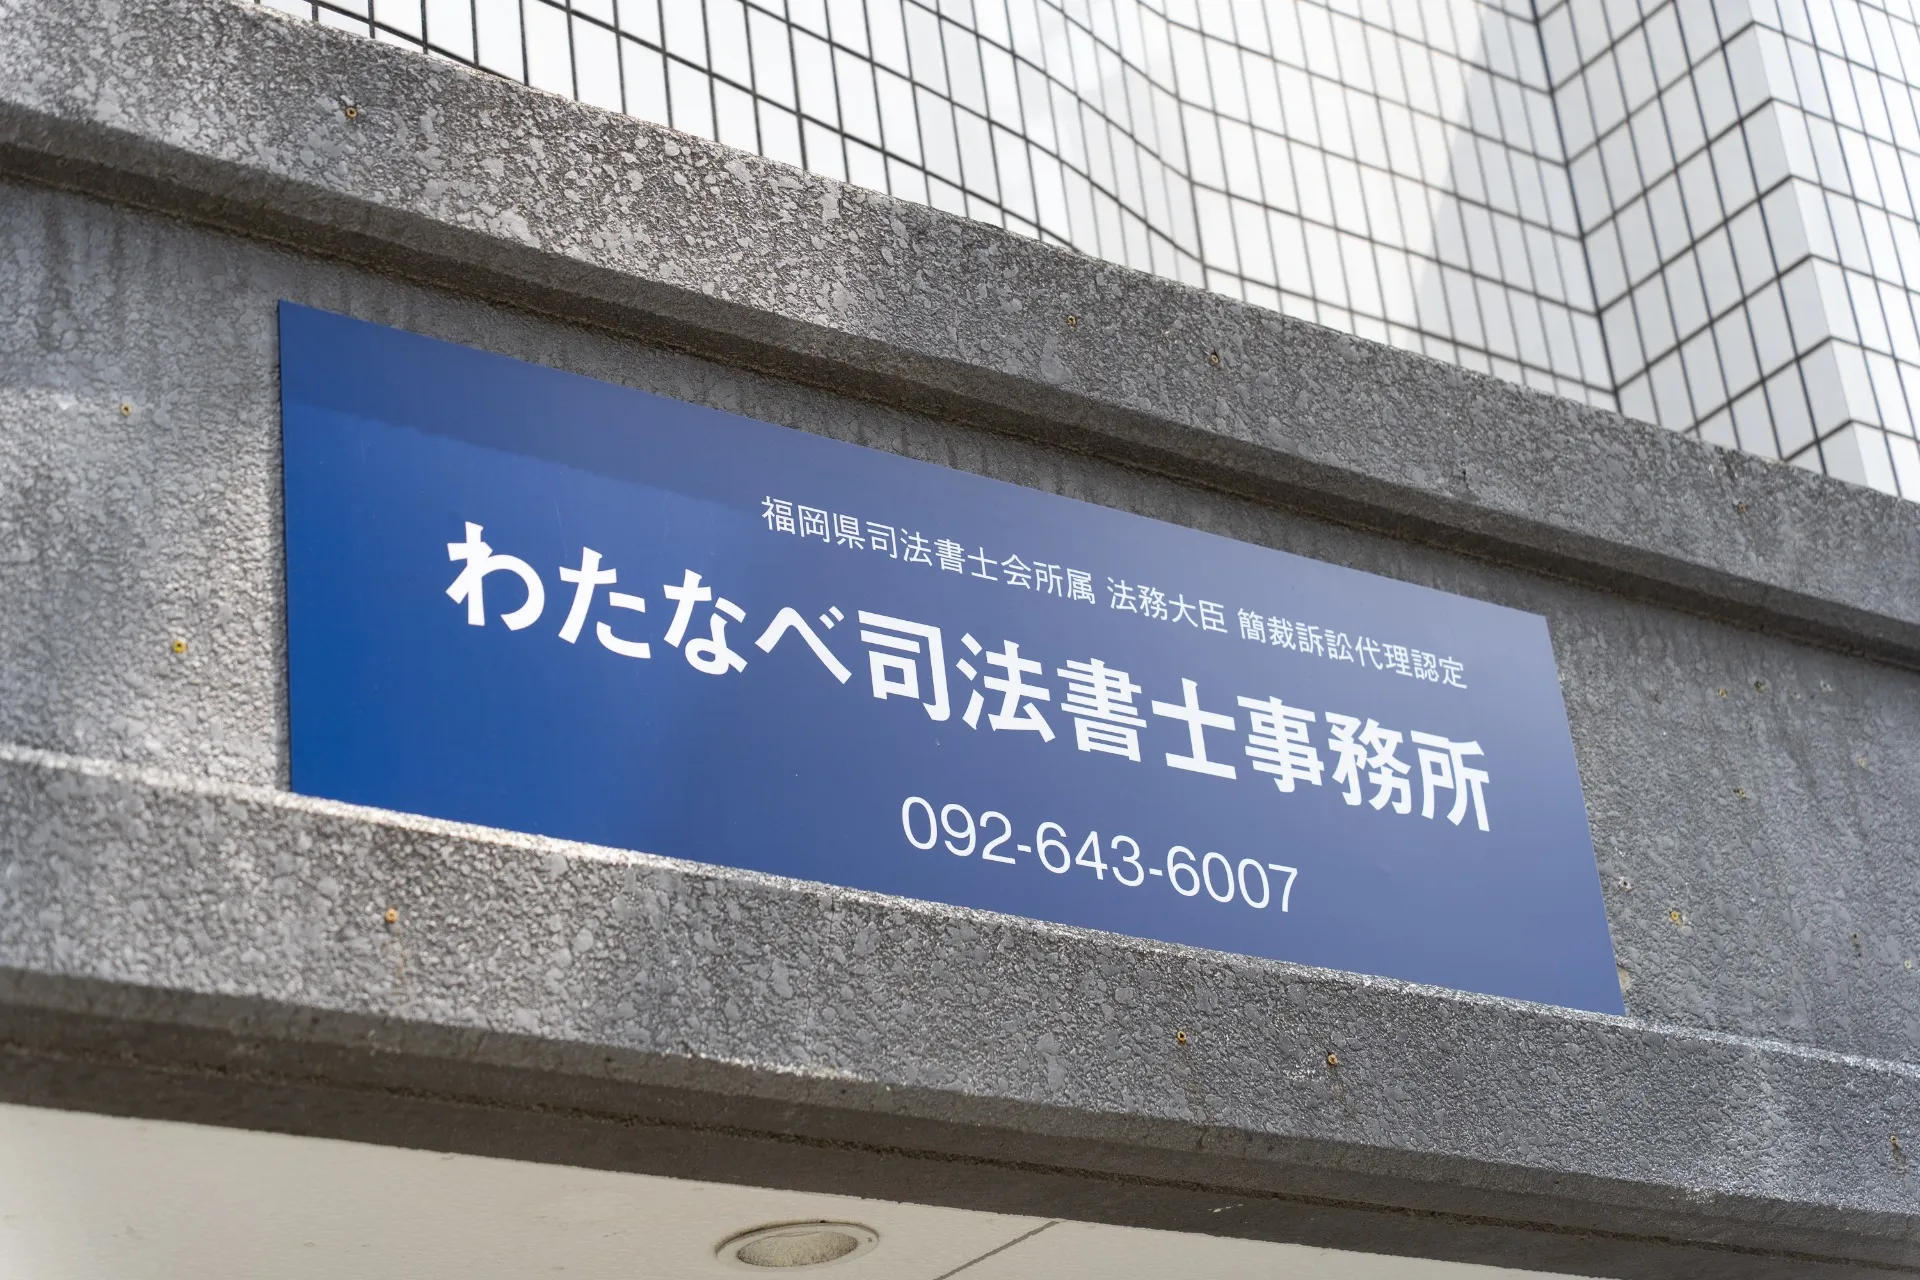 福岡県司法書士会所属 法務大臣 簡裁訴訟代理認定
わたなべ司法書士事務所
092-643-6007